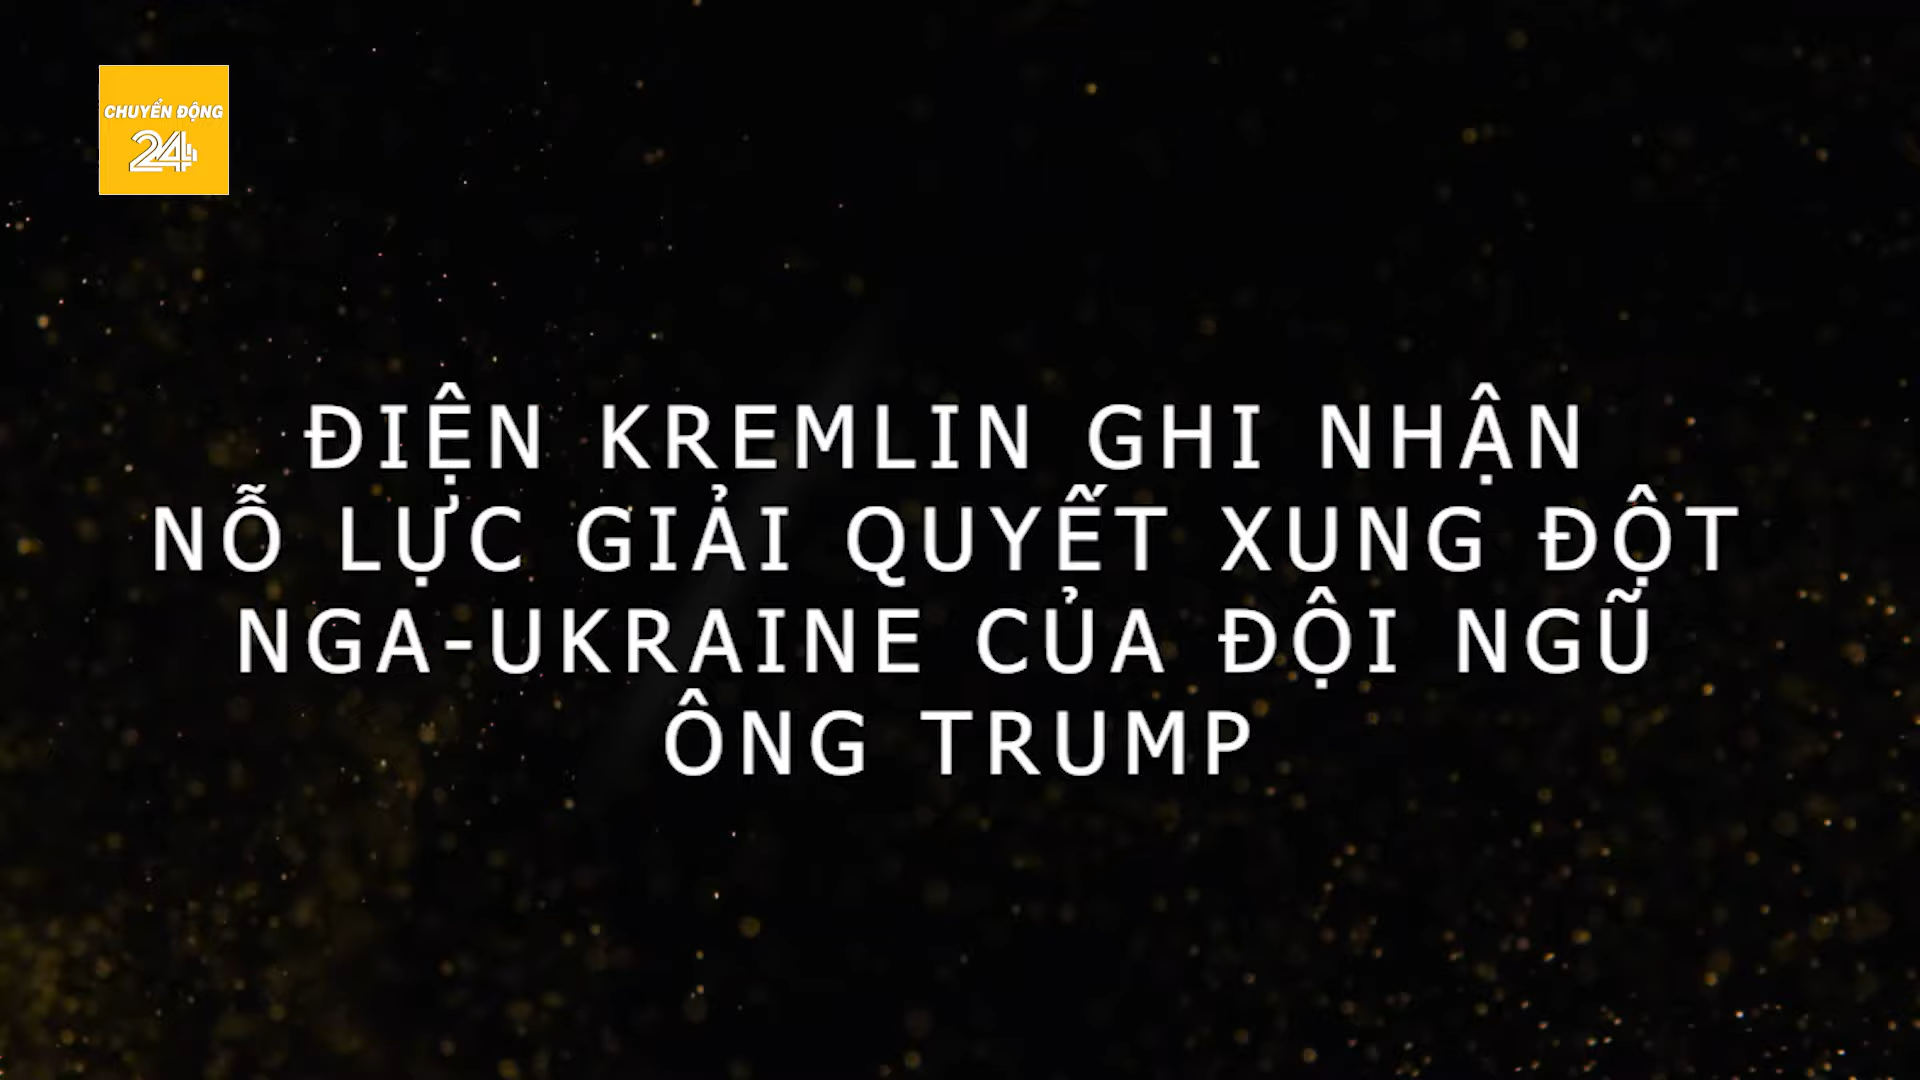 CHUYỂN ĐỘNG
24h
ĐIỆN KREMLIN GHI NHẬN
NỖ LỰC GIẢI QUYẾT XUNG ĐỘT
NGA-UKRAINE CỦA ĐỘI NGŨ
ÔNG TRUMP